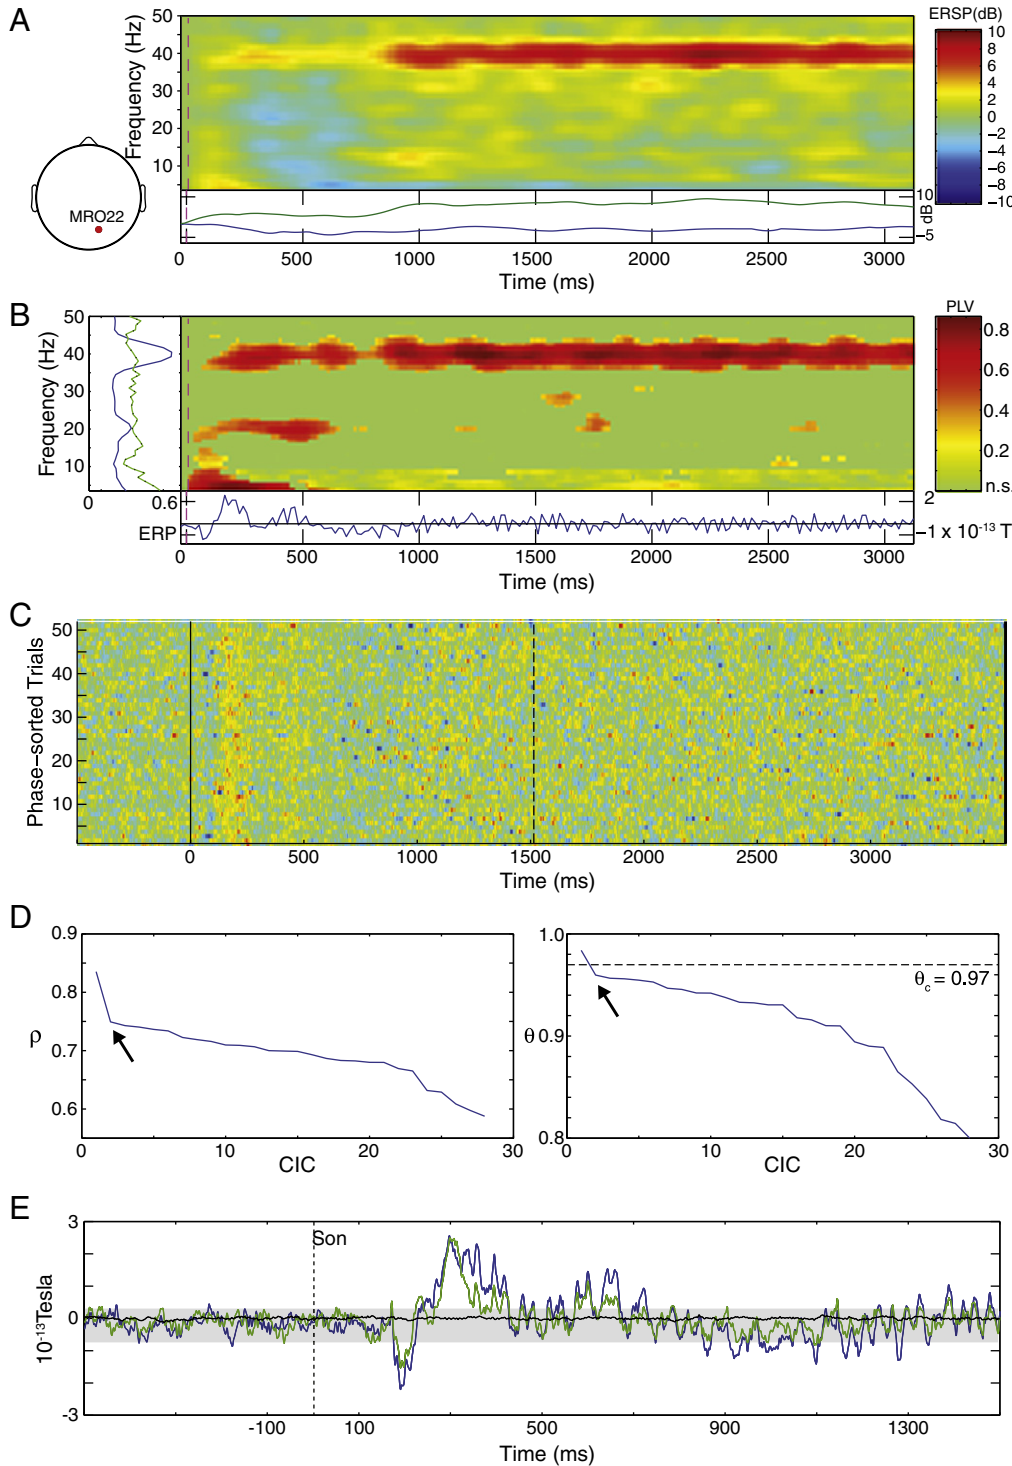 A
Frequency (Hz)
50
40
30
20
10
ERSP(dB)
10
8
6
4
2
0
−2
−4
−6
−8
−10
MRO22
10
dB
−5
0 500 1000 1500 2000 2500 3000
Time (ms)
B
Frequency (Hz)
50
40
30
20
10
PLV
0.8
0.6
0.4
0.2
n.s.
0 0.6
ERP
2
−1 x 10⁻¹³ T
0 500 1000 1500 2000 2500 3000
Time (ms)
C
Phase−sorted Trials
50
40
30
20
10
0 500 1000 1500 2000 2500 3000
Time (ms)
D
0.9
0.8
ρ
0.7
0.6
0 10 20 30
CIC
1.0
θc = 0.97
θ
0.9
0.8
0 10 20 30
CIC
E
10⁻¹³Tesla
3
0
-3
Son
-100 100 500 900 1300
Time (ms)